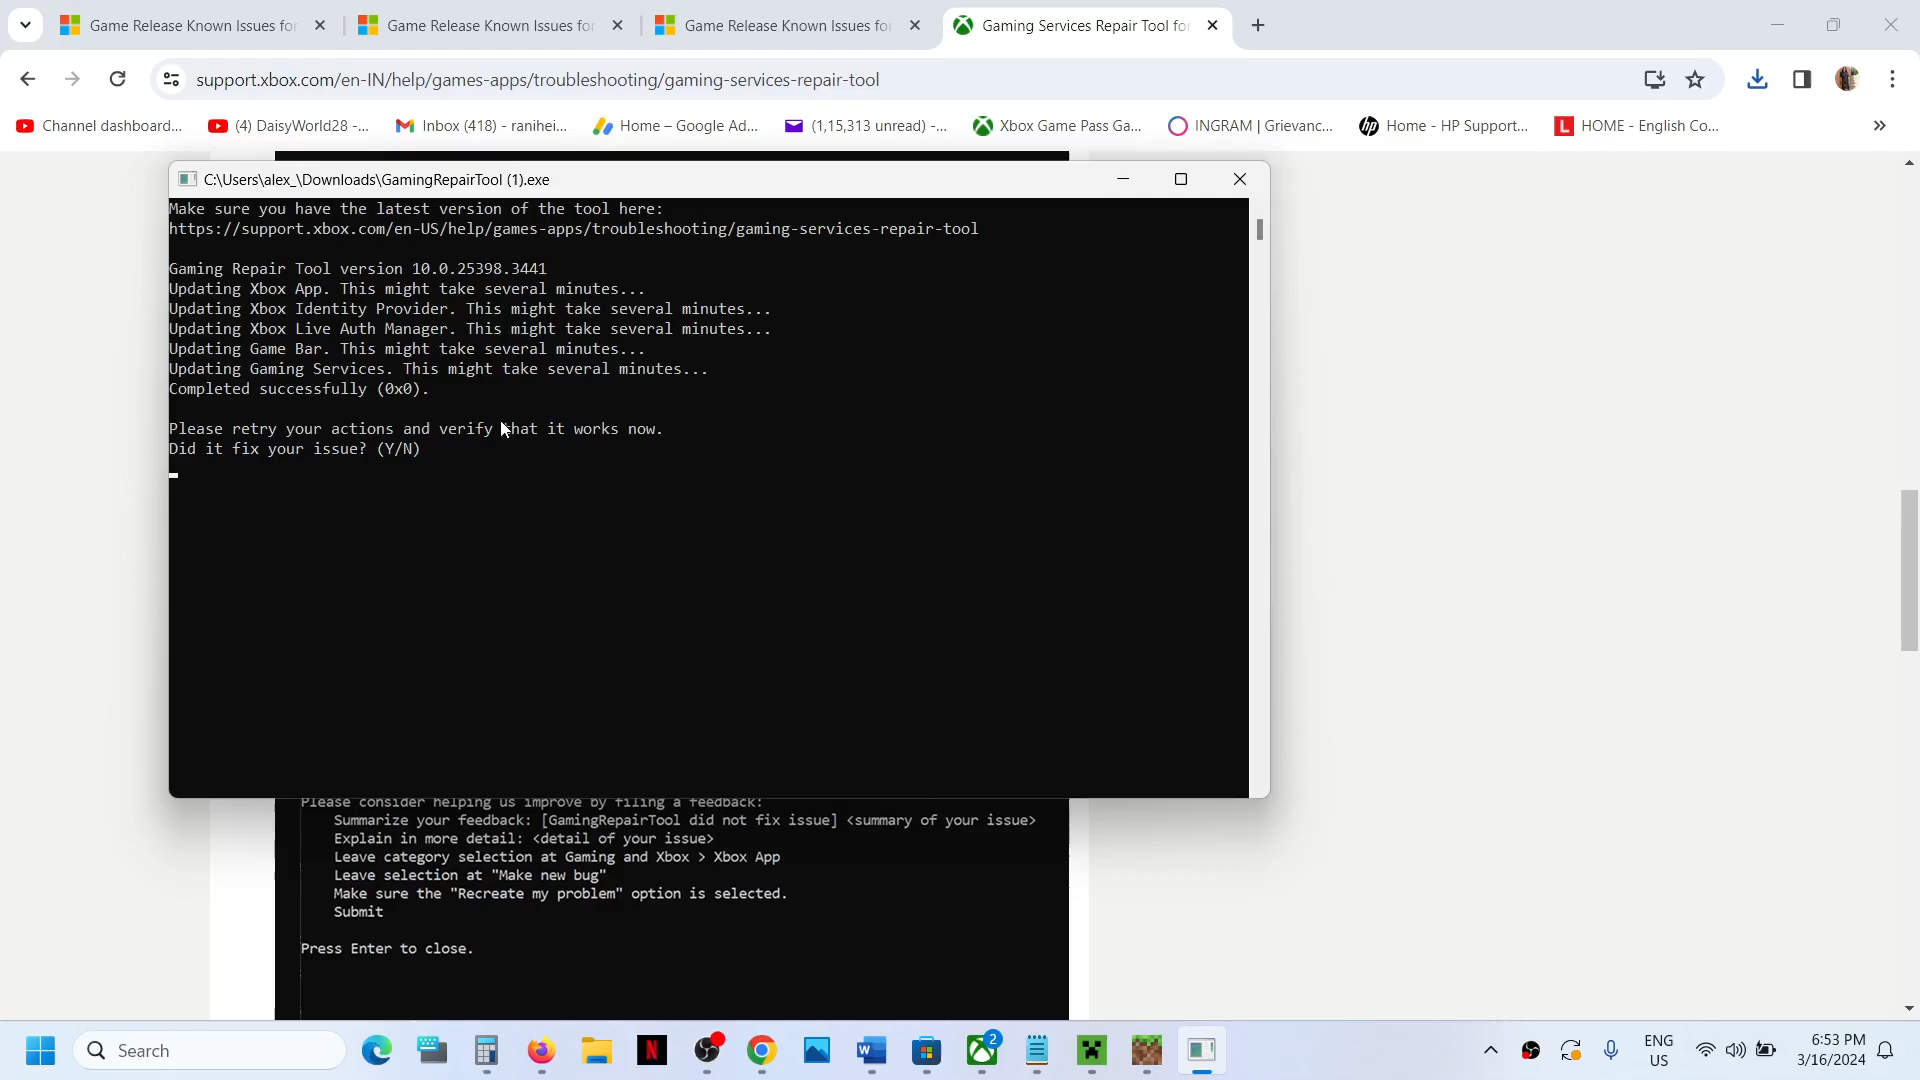 Game Release Known Issues for
Game Release Known Issues for
Game Release Known Issues for
Gaming Services Repair Tool for
support.xbox.com/en-IN/help/games-apps/troubleshooting/gaming-services-repair-tool
Channel dashboard...
(4) DaisyWorld28 -...
Inbox (418) - ranihei...
Home – Google Ad...
(1,15,313 unread) -...
Xbox Game Pass Ga...
INGRAM | Grievanc...
Home - HP Support...
HOME - English Co...
C:\Users\alex_\Downloads\GamingRepairTool (1).exe
Make sure you have the latest version of the tool here:
https://support.xbox.com/en-US/help/games-apps/troubleshooting/gaming-services-repair-tool
Gaming Repair Tool version 10.0.25398.3441
Updating Xbox App. This might take several minutes...
Updating Xbox Identity Provider. This might take several minutes...
Updating Xbox Live Auth Manager. This might take several minutes...
Updating Game Bar. This might take several minutes...
Updating Gaming Services. This might take several minutes...
Completed successfully (0x0).
Please retry your actions and verify that it works now.
Did it fix your issue? (Y/N)
Please consider helping us improve by filing a feedback:
Summarize your feedback: [GamingRepairTool did not fix issue] <summary of your issue>
Explain in more detail: <detail of your issue>
Leave category selection at Gaming and Xbox > Xbox App
Leave selection at "Make new bug"
Make sure the "Recreate my problem" option is selected.
Submit
Press Enter to close.
Search
2
ENG
US
6:53 PM
3/16/2024